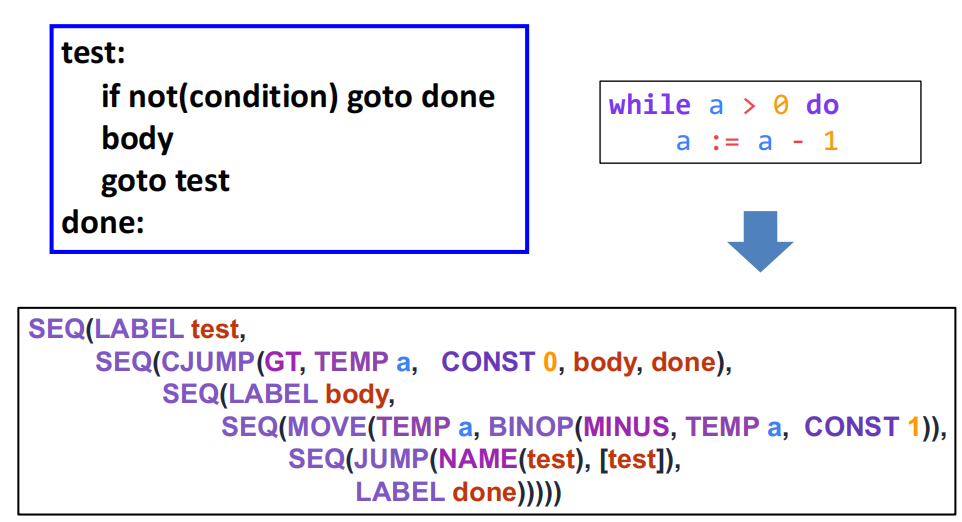 test:
if not(condition) goto done
body
goto test
done:
while a > 0 do
a := a - 1
SEQ(LABEL test,
SEQ(CJUMP(GT, TEMP a, CONST 0, body, done),
SEQ(LABEL body,
SEQ(MOVE(TEMP a, BINOP(MINUS, TEMP a, CONST 1)),
SEQ(JUMP(NAME(test), [test]),
LABEL done)))))